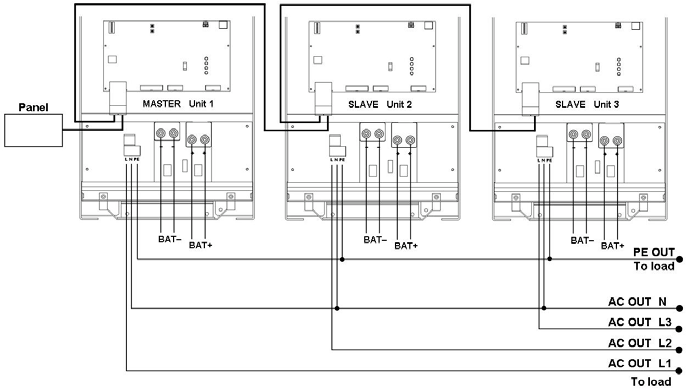 Panel
MASTER Unit 1
SLAVE Unit 2
SLAVE Unit 3
L N PE
L N PE
L N PE
BAT– BAT+
BAT– BAT+
BAT– BAT+
PE OUT
To load
AC OUT N
AC OUT L3
AC OUT L2
AC OUT L1
To load